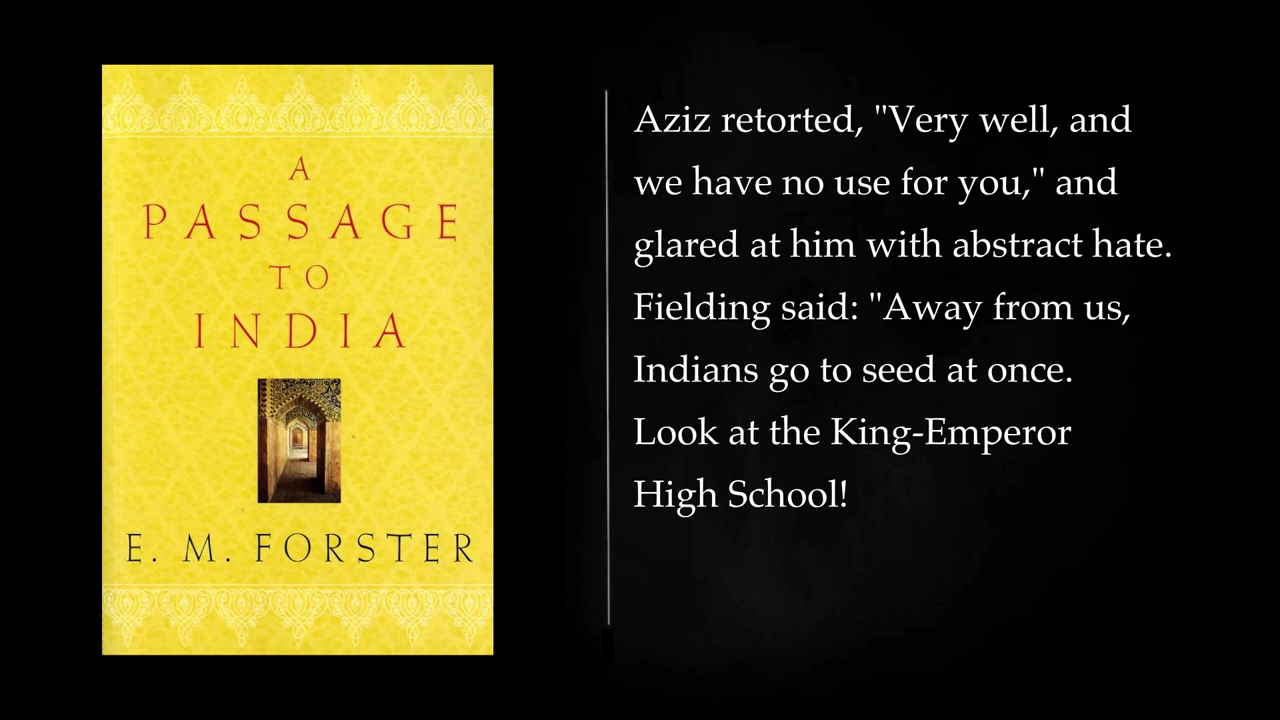 A
PASSAGE
TO
INDIA
E. M. FORSTER
Aziz retorted, "Very well, and
we have no use for you," and
glared at him with abstract hate.
Fielding said: "Away from us,
Indians go to seed at once.
Look at the King-Emperor
High School!